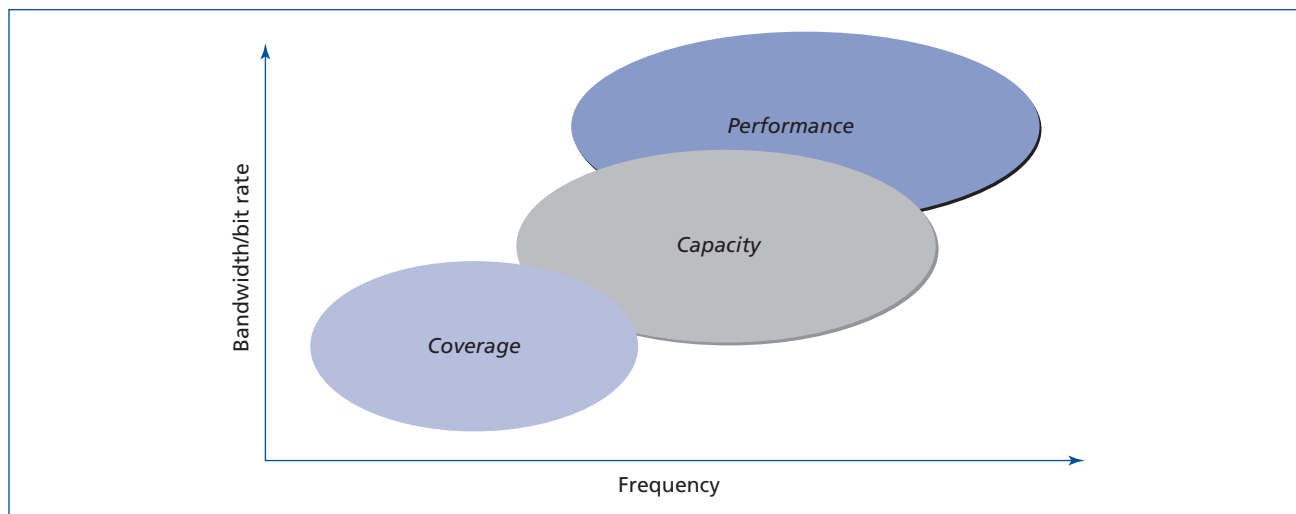 Performance
Capacity
Coverage
Bandwidth/bit rate
Frequency